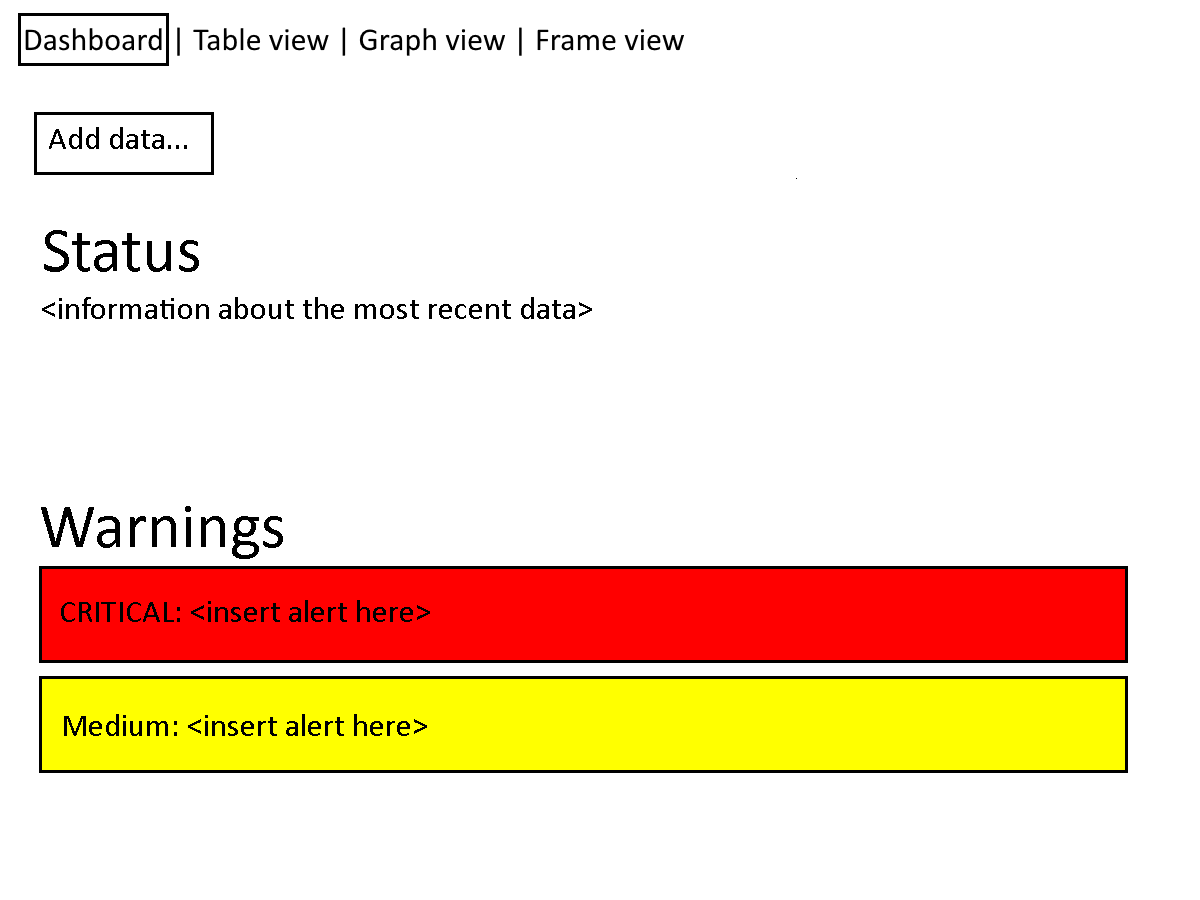 Dashboard | Table view | Graph view | Frame view
Add data...
Status
<information about the most recent data>
Warnings
CRITICAL: <insert alert here>
Medium: <insert alert here>